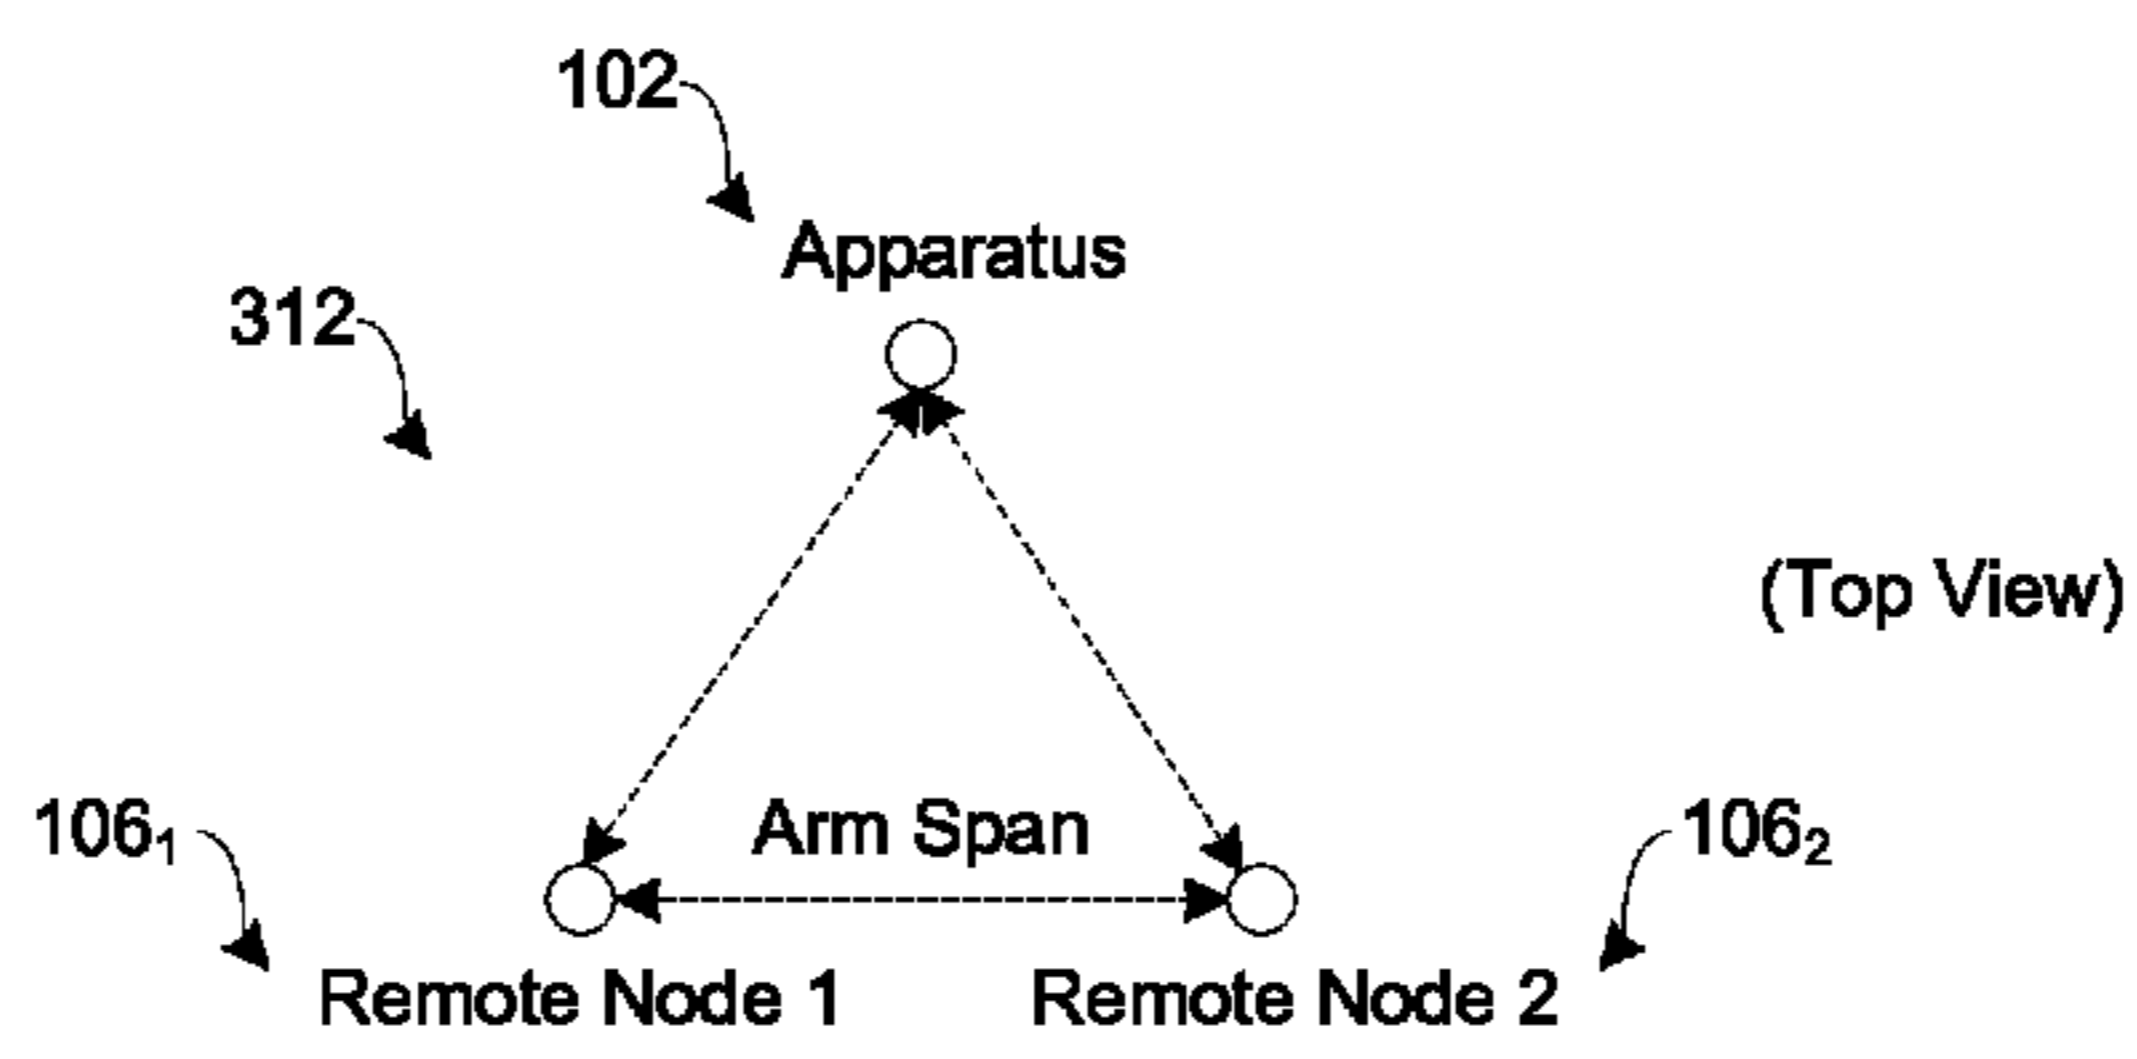 102
Apparatus
312
(Top View)
Arm Span
106₁
106₂
Remote Node 1
Remote Node 2